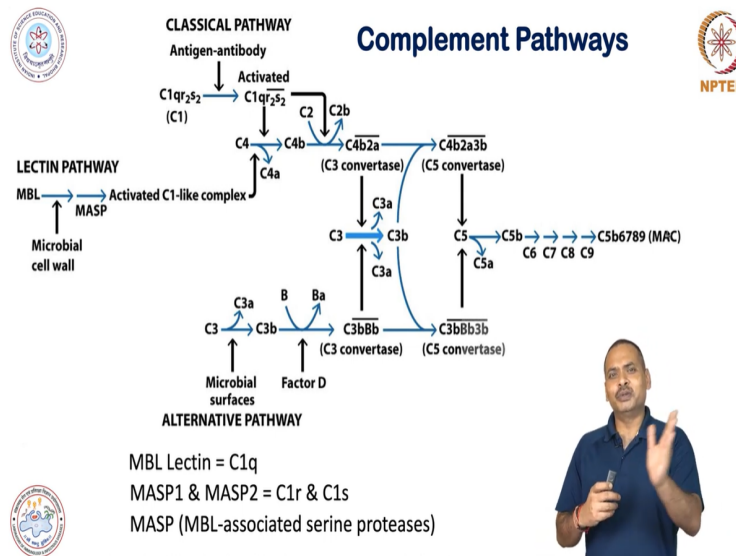 CLASSICAL PATHWAY
Complement Pathways
Antigen-antibody
NPTEL
Activated
C1qr₂s₂
C1qr₂s₂
(C1)
C2
C2b
C4
C4b
C4b2a
C4b2a3b
(C3 convertase)
(C5 convertase)
C4a
LECTIN PATHWAY
MBL
Activated C1-like complex
MASP
C3a
C3
C3b
C5
C5b
C5b6789 (MAC)
Microbial
cell wall
C6 C7 C8 C9
C5a
C3a
C3a
B
Ba
C3
C3b
C3bBb
C3bBb3b
(C3 convertase)
(C5 convertase)
Microbial
surfaces
Factor D
ALTERNATIVE PATHWAY
MBL Lectin = C1q
MASP1 & MASP2 = C1r & C1s
MASP (MBL-associated serine proteases)